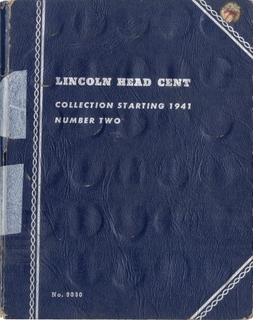 LINCOLN HEAD CENT
COLLECTION STARTING 1941
NUMBER TWO
No. 9030